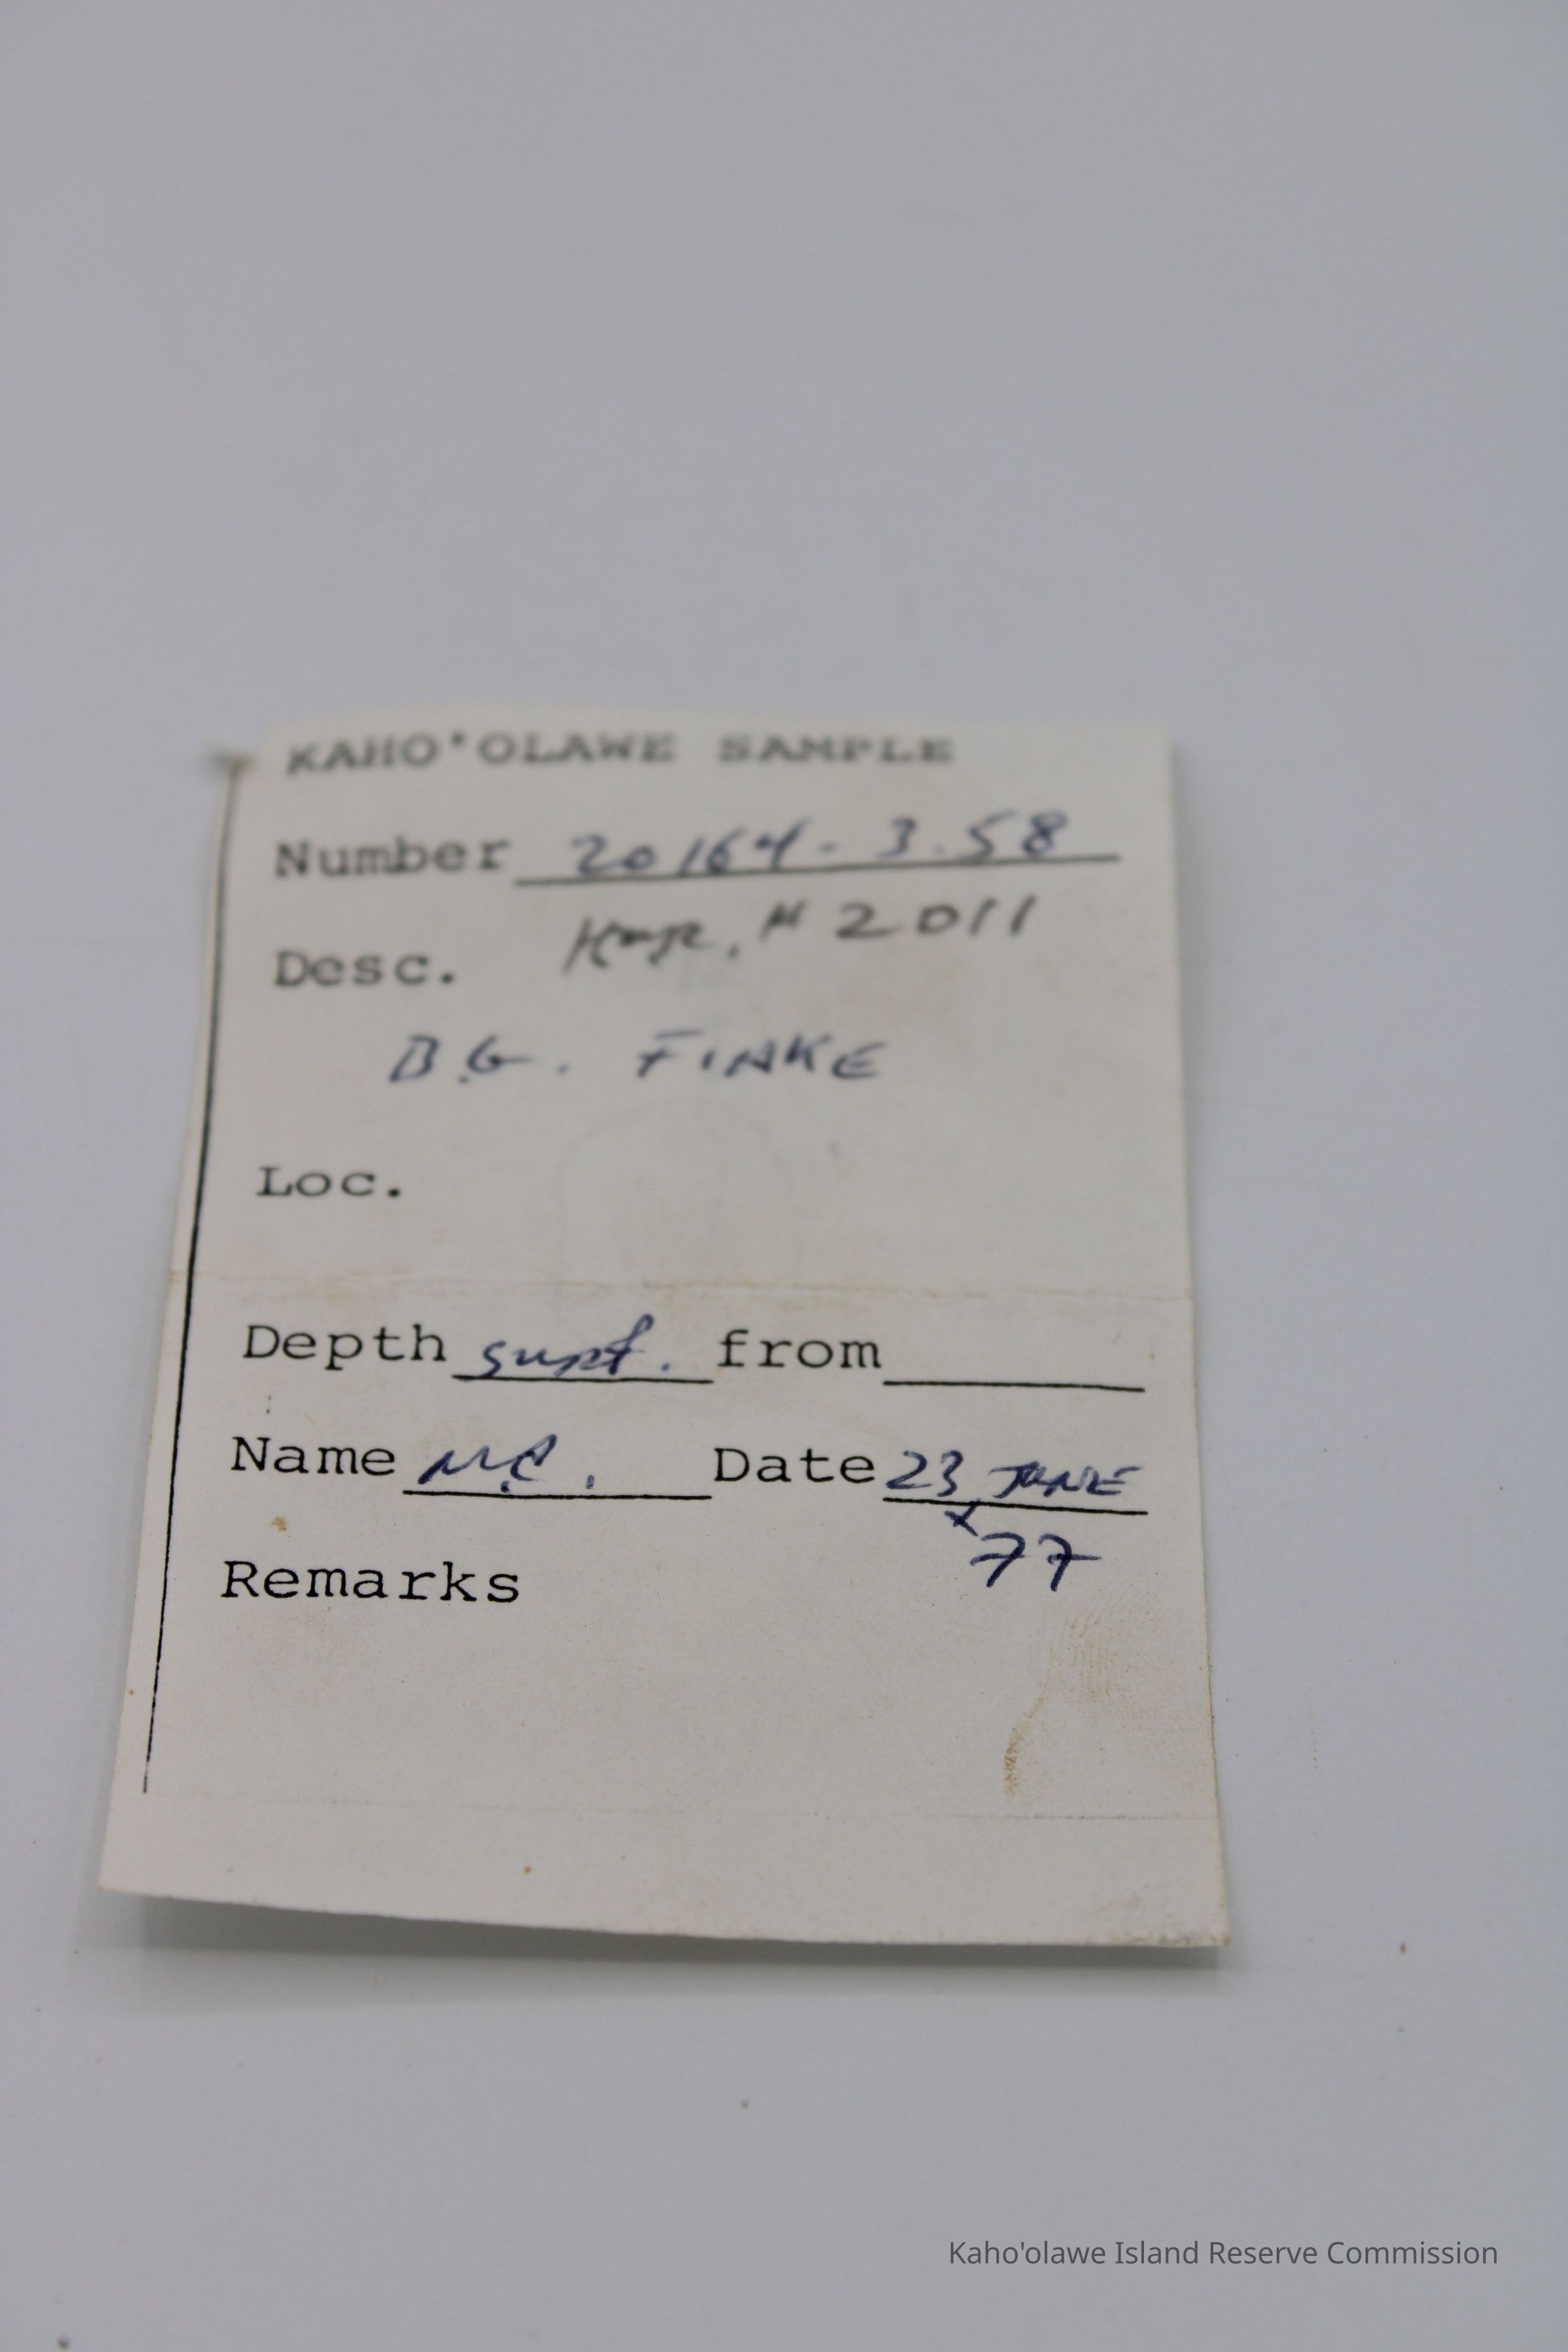 KAHO'OLAWE SAMPLE
Number 20164-3.58
Desc. # 2011
B.G. FINKE
Loc.
Depth surf. from
Name M.C. Date 23 JUNE
77
Remarks
Kaho'olawe Island Reserve Commission